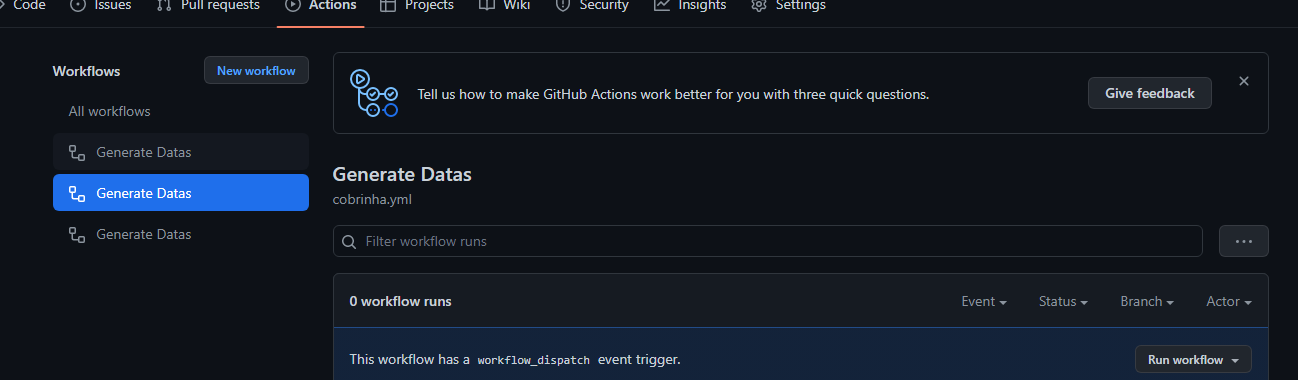 Code Issues Pull requests Actions Projects Wiki Security Insights Settings
Workflows New workflow
All workflows
Generate Datas
Generate Datas
Generate Datas
Tell us how to make GitHub Actions work better for you with three quick questions. Give feedback
Generate Datas
cobrinha.yml
Filter workflow runs
0 workflow runs Event Status Branch Actor
This workflow has a workflow_dispatch event trigger. Run workflow